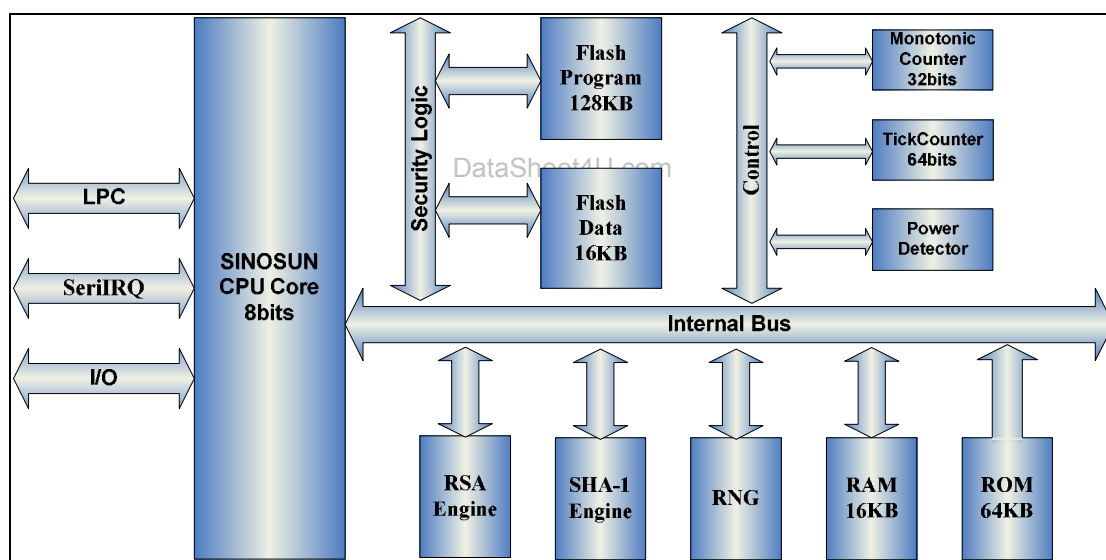 LPC
SeriIRQ
I/O
SINOSUN
CPU Core
8bits
Security Logic
Flash
Program
128KB
DataSheet4U.com
Flash
Data
16KB
Control
Monotonic
Counter
32bits
TickCounter
64bits
Power
Detector
Internal Bus
RSA
Engine
SHA-1
Engine
RNG
RAM
16KB
ROM
64KB